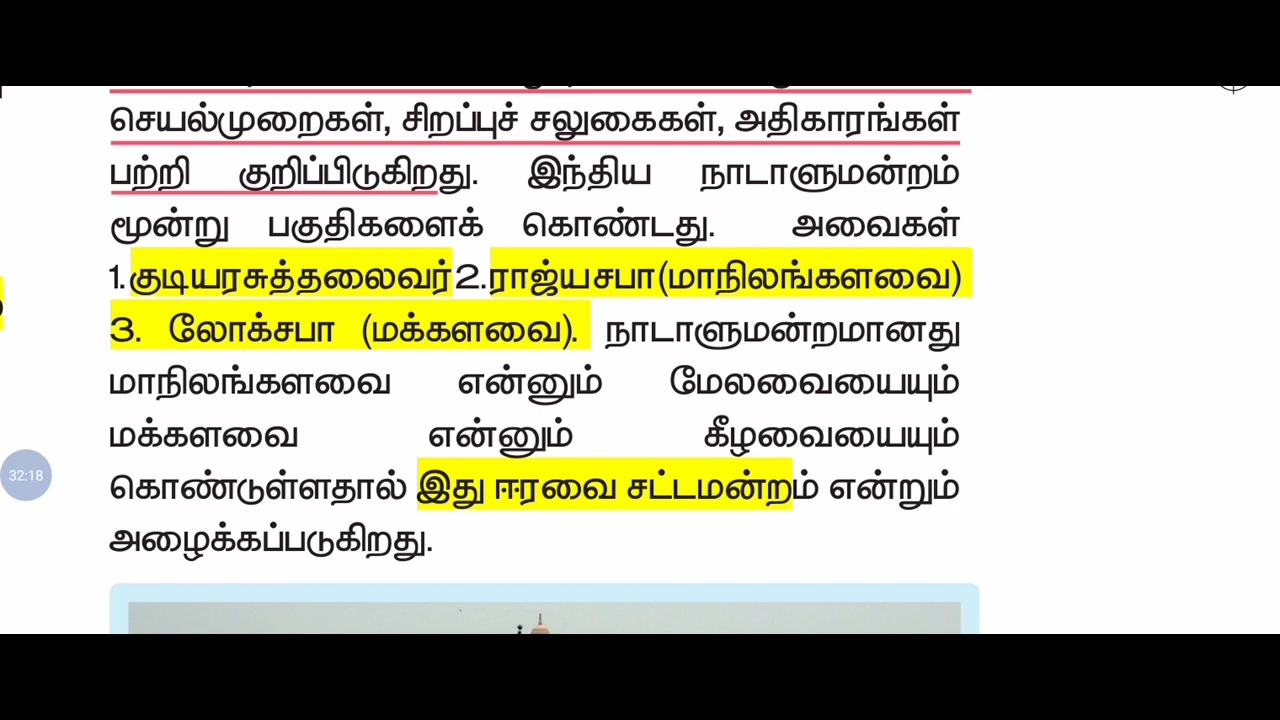 செயல்முறைகள், சிறப்புச் சலுகைகள், அதிகாரங்கள்
பற்றி குறிப்பிடுகிறது. இந்திய நாடாளுமன்றம்
மூன்று பகுதிகளைக் கொண்டது. அவைகள்
1.குடியரசுத்தலைவர் 2.ராஜ்யசபா(மாநிலங்களவை)
3. லோக்சபா (மக்களவை). நாடாளுமன்றமானது
மாநிலங்களவை என்னும் மேலவையையும்
மக்களவை என்னும் கீழவையையும்
32:18
கொண்டுள்ளதால் இது ஈரவை சட்டமன்றம் என்றும்
அழைக்கப்படுகிறது.